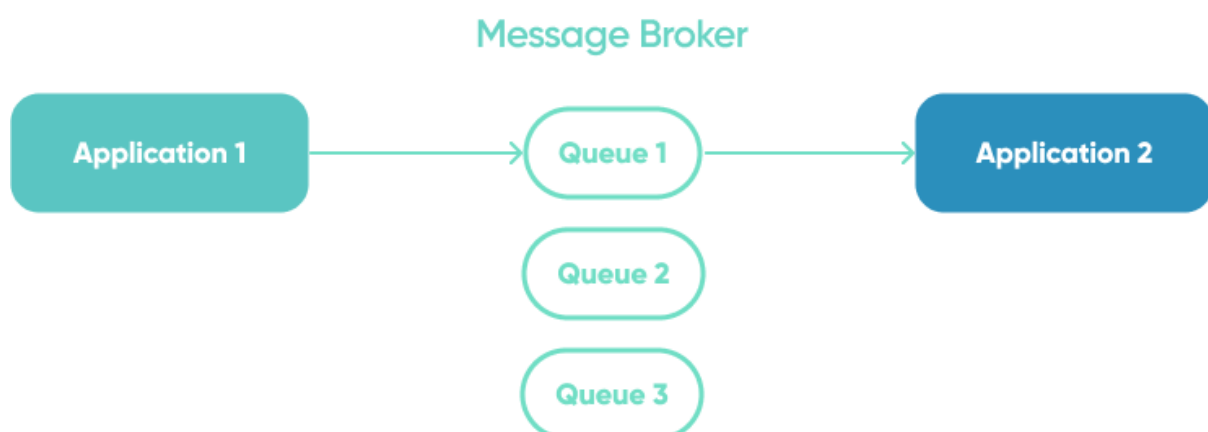 Message Broker
Application 1
Queue 1
Application 2
Queue 2
Queue 3